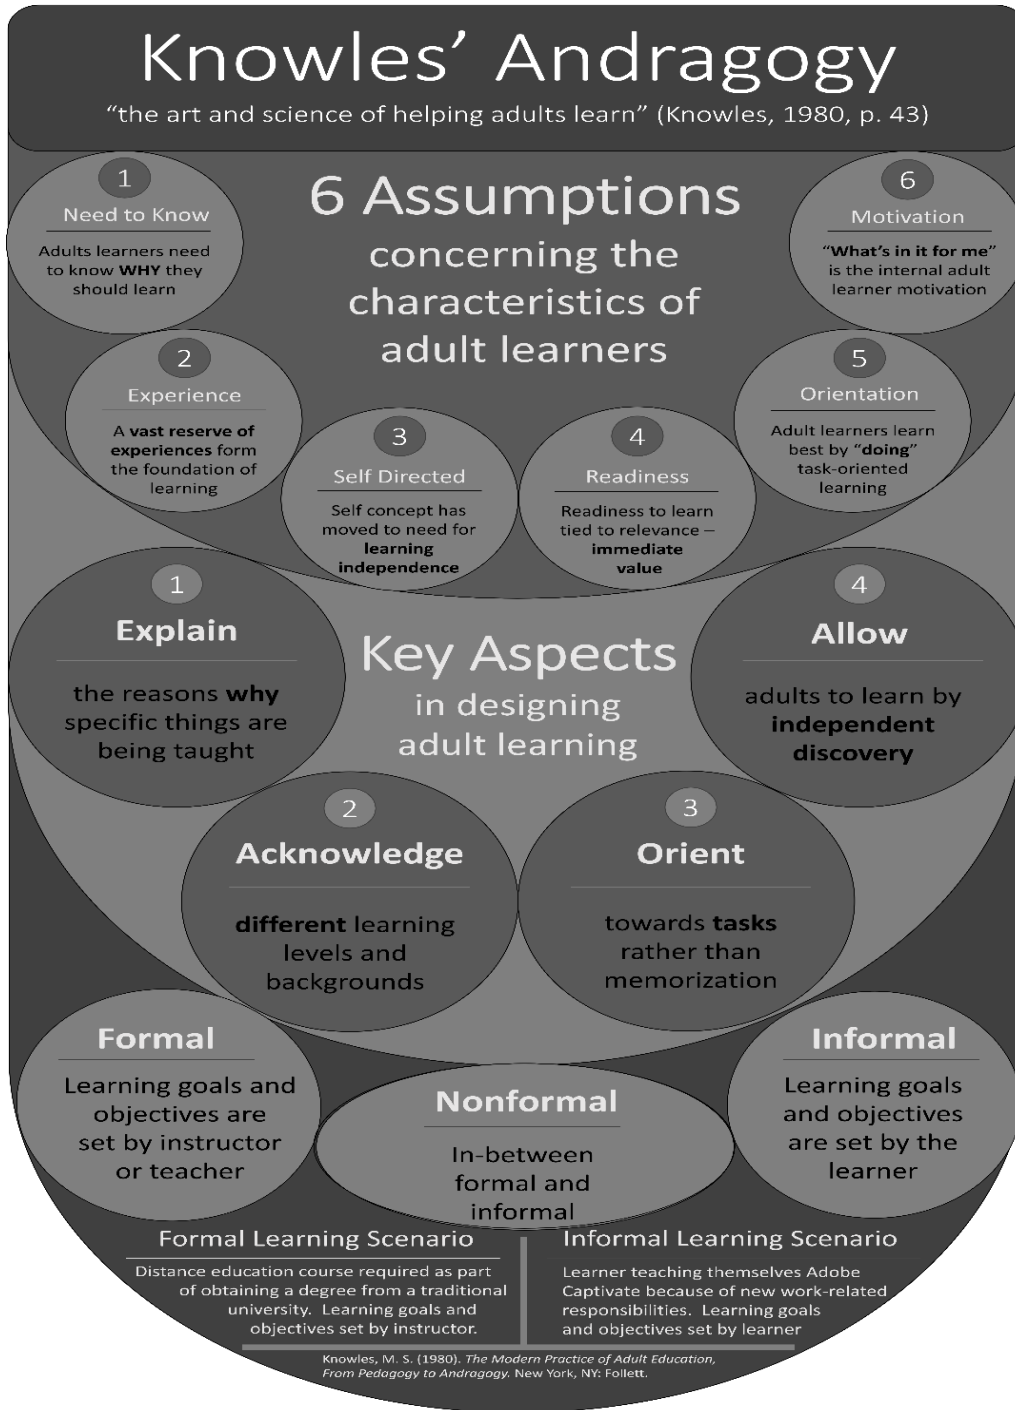 Knowles’ Andragogy
“the art and science of helping adults learn” (Knowles, 1980, p. 43)
6 Assumptions
concerning the
characteristics of
adult learners
1
Need to Know
Adults learners need
to know WHY they
should learn
2
Experience
A vast reserve of
experiences form
the foundation of
learning
3
Self Directed
Self concept has
moved to need for
learning
independence
4
Readiness
Readiness to learn
tied to relevance –
immediate
value
5
Orientation
Adult learners learn
best by “doing”
task-oriented
learning
6
Motivation
“What’s in it for me”
is the internal adult
learner motivation
Key Aspects
in designing
adult learning
1
Explain
the reasons why
specific things are
being taught
2
Acknowledge
different learning
levels and
backgrounds
3
Orient
towards tasks
rather than
memorization
4
Allow
adults to learn by
independent
discovery
Formal
Learning goals and
objectives are
set by instructor
or teacher
Nonformal
In-between
formal and
informal
Informal
Learning goals
and objectives
are set by the
learner
Formal Learning Scenario
Distance education course required as part
of obtaining a degree from a traditional
university. Learning goals and
objectives set by instructor.
Informal Learning Scenario
Learner teaching themselves Adobe
Captivate because of new work-related
responsibilities. Learning goals
and objectives set by learner
Knowles, M. S. (1980). The Modern Practice of Adult Education,
From Pedagogy to Andragogy. New York, NY: Follett.